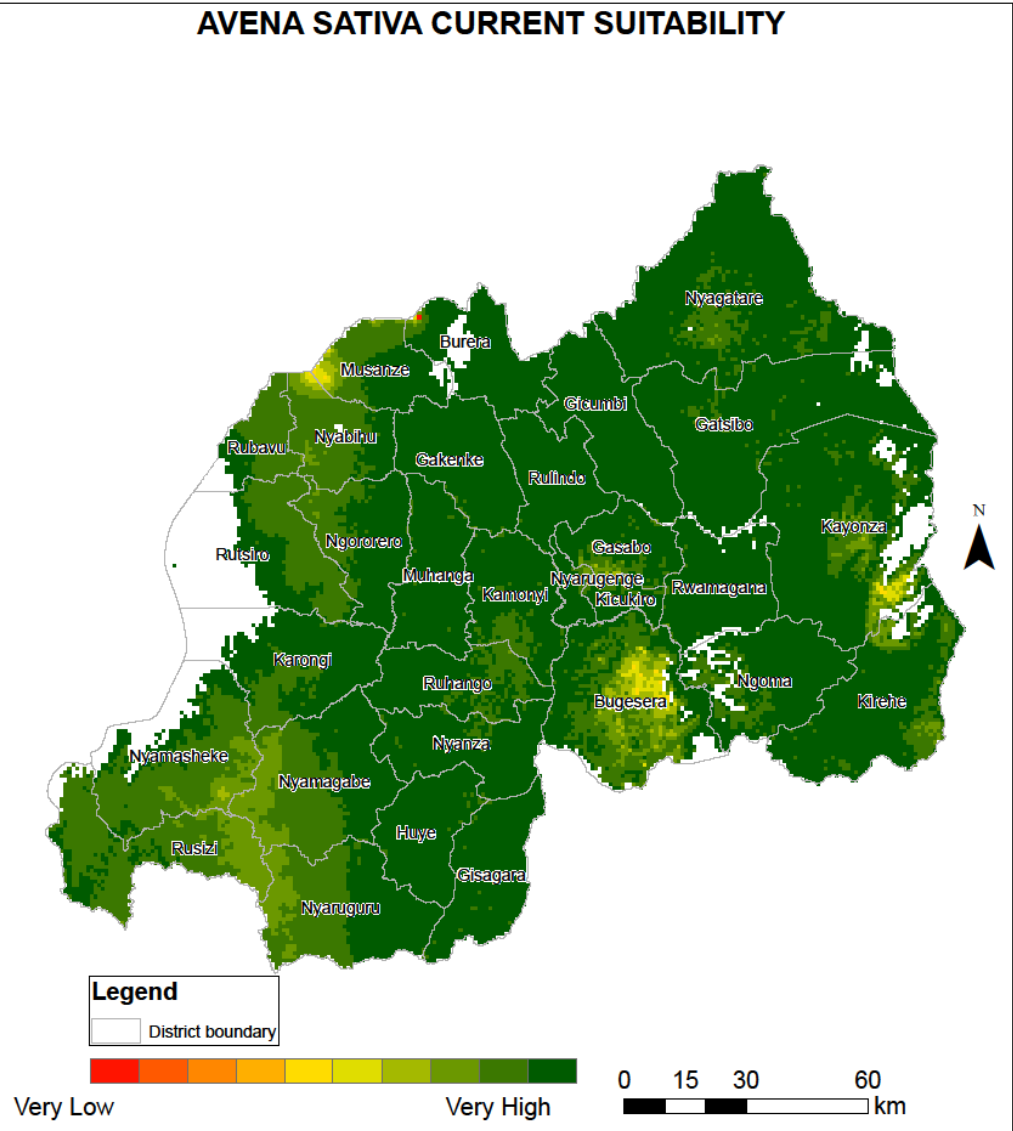 AVENA SATIVA CURRENT SUITABILITY
Nyagatare
Burera
Musanze
Gicumbi
Gatsibo
Nyabihu
Rubavu
Gakenke
Rulindo
N
Kayonza
Ngororero
Gasabo
Rutsiro
Muhanga
Nyarugenge
Rwamagana
Kamonyi
Kicukiro
Karongi
Ruhango
Ngoma
Bugesera
Kirehe
Nyanza
Nyamasheke
Nyamagabe
Huye
Rusizi
Gisagara
Nyaruguru
Legend
District boundary
0 15 30 60
km
Very Low Very High